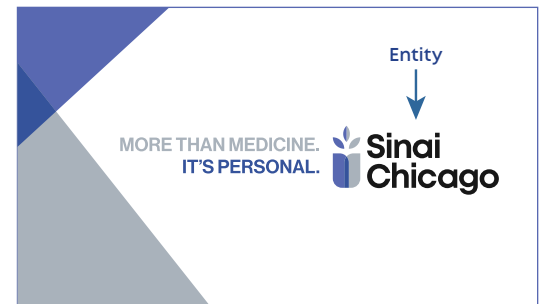 Entity
MORE THAN MEDICINE.
IT'S PERSONAL.
Sinai
Chicago